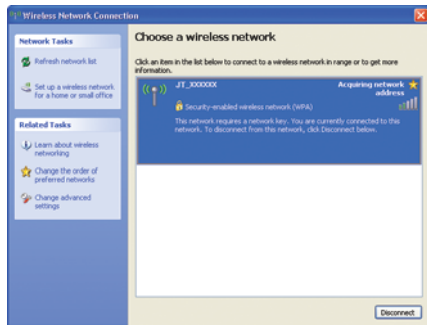 Wireless Network Connection
Network Tasks
Refresh network list
Set up a wireless network
for a home or small office
Related Tasks
Learn about wireless
networking
Change the order of
preferred networks
Change advanced
settings
Choose a wireless network
Click an item in the list below to connect to a wireless network in range or to get more
information.
JT_XXXXXX
Acquiring network
address
Security-enabled wireless network (WPA)
This network requires a network key. You are currently connected to this
network. To disconnect from this network, click Disconnect below.
Disconnect